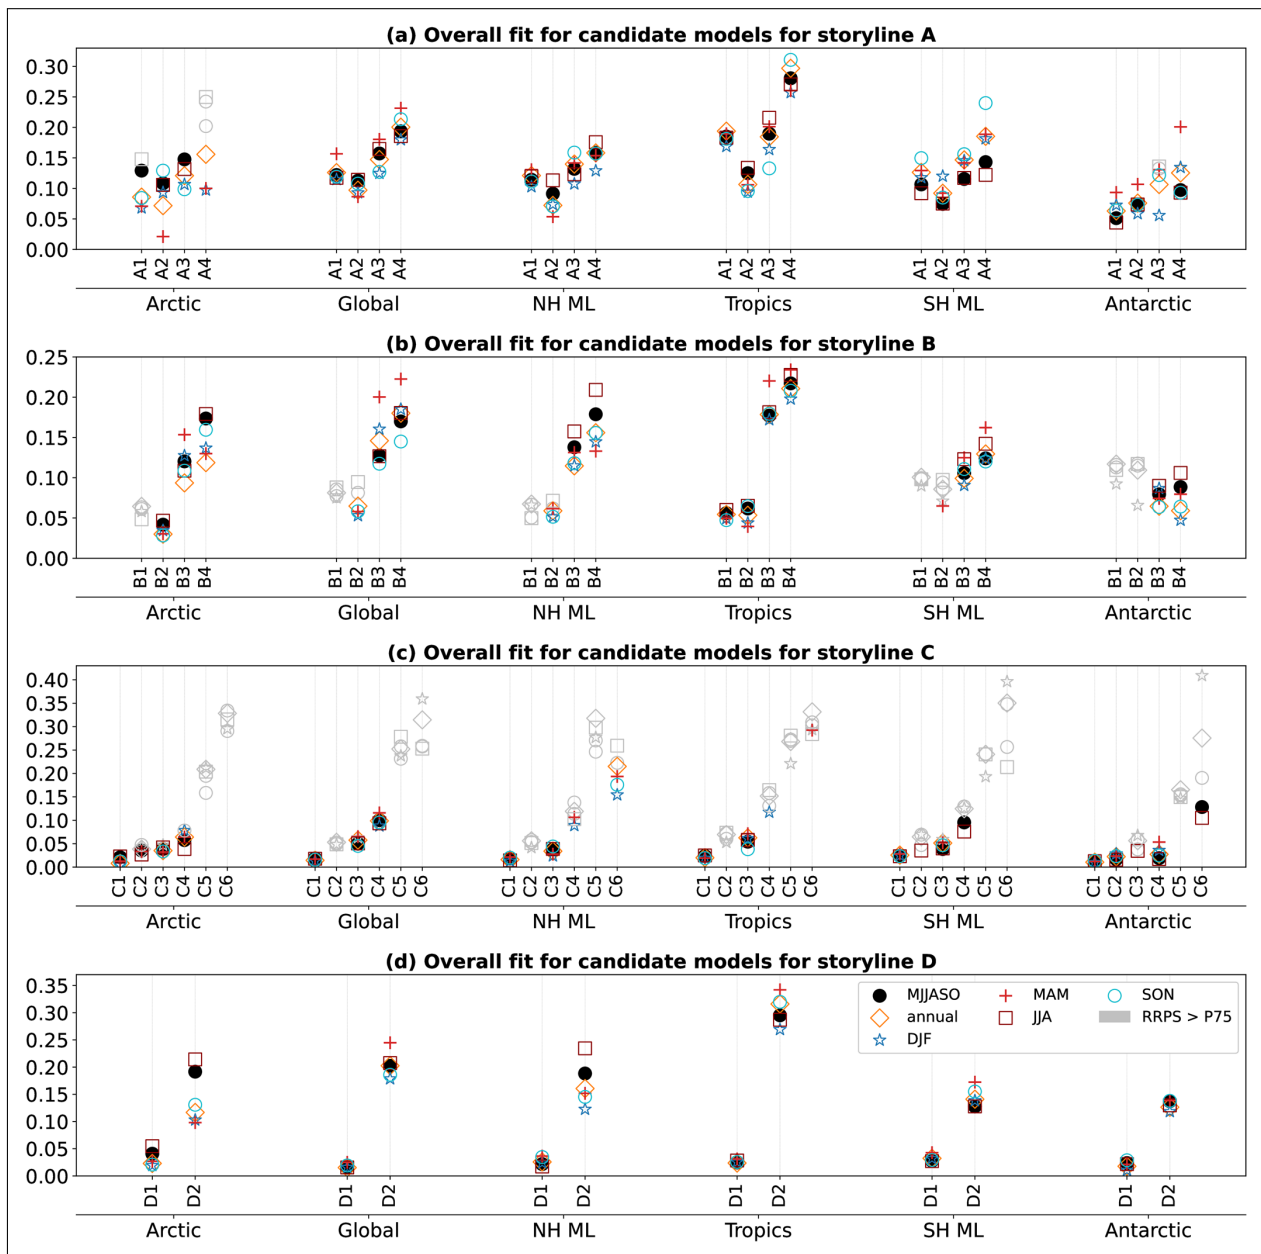 (a) Overall fit for candidate models for storyline A
0.30
0.25
0.20
0.15
0.10
0.05
0.00
A1 A2 A3 A4 A1 A2 A3 A4 A1 A2 A3 A4 A1 A2 A3 A4 A1 A2 A3 A4 A1 A2 A3 A4
Arctic Global NH ML Tropics SH ML Antarctic
(b) Overall fit for candidate models for storyline B
0.25
0.20
0.15
0.10
0.05
0.00
B1 B2 B3 B4 B1 B2 B3 B4 B1 B2 B3 B4 B1 B2 B3 B4 B1 B2 B3 B4 B1 B2 B3 B4
Arctic Global NH ML Tropics SH ML Antarctic
(c) Overall fit for candidate models for storyline C
0.40
0.35
0.30
0.25
0.20
0.15
0.10
0.05
0.00
C1 C2 C3 C4 C5 C6 C1 C2 C3 C4 C5 C6 C1 C2 C3 C4 C5 C6 C1 C2 C3 C4 C5 C6 C1 C2 C3 C4 C5 C6 C1 C2 C3 C4 C5 C6
Arctic Global NH ML Tropics SH ML Antarctic
(d) Overall fit for candidate models for storyline D
0.35
0.30
0.25
0.20
0.15
0.10
0.05
0.00
MJJASO MAM SON
annual JJA RRPS > P75
DJF
D1 D2 D1 D2 D1 D2 D1 D2 D1 D2 D1 D2
Arctic Global NH ML Tropics SH ML Antarctic